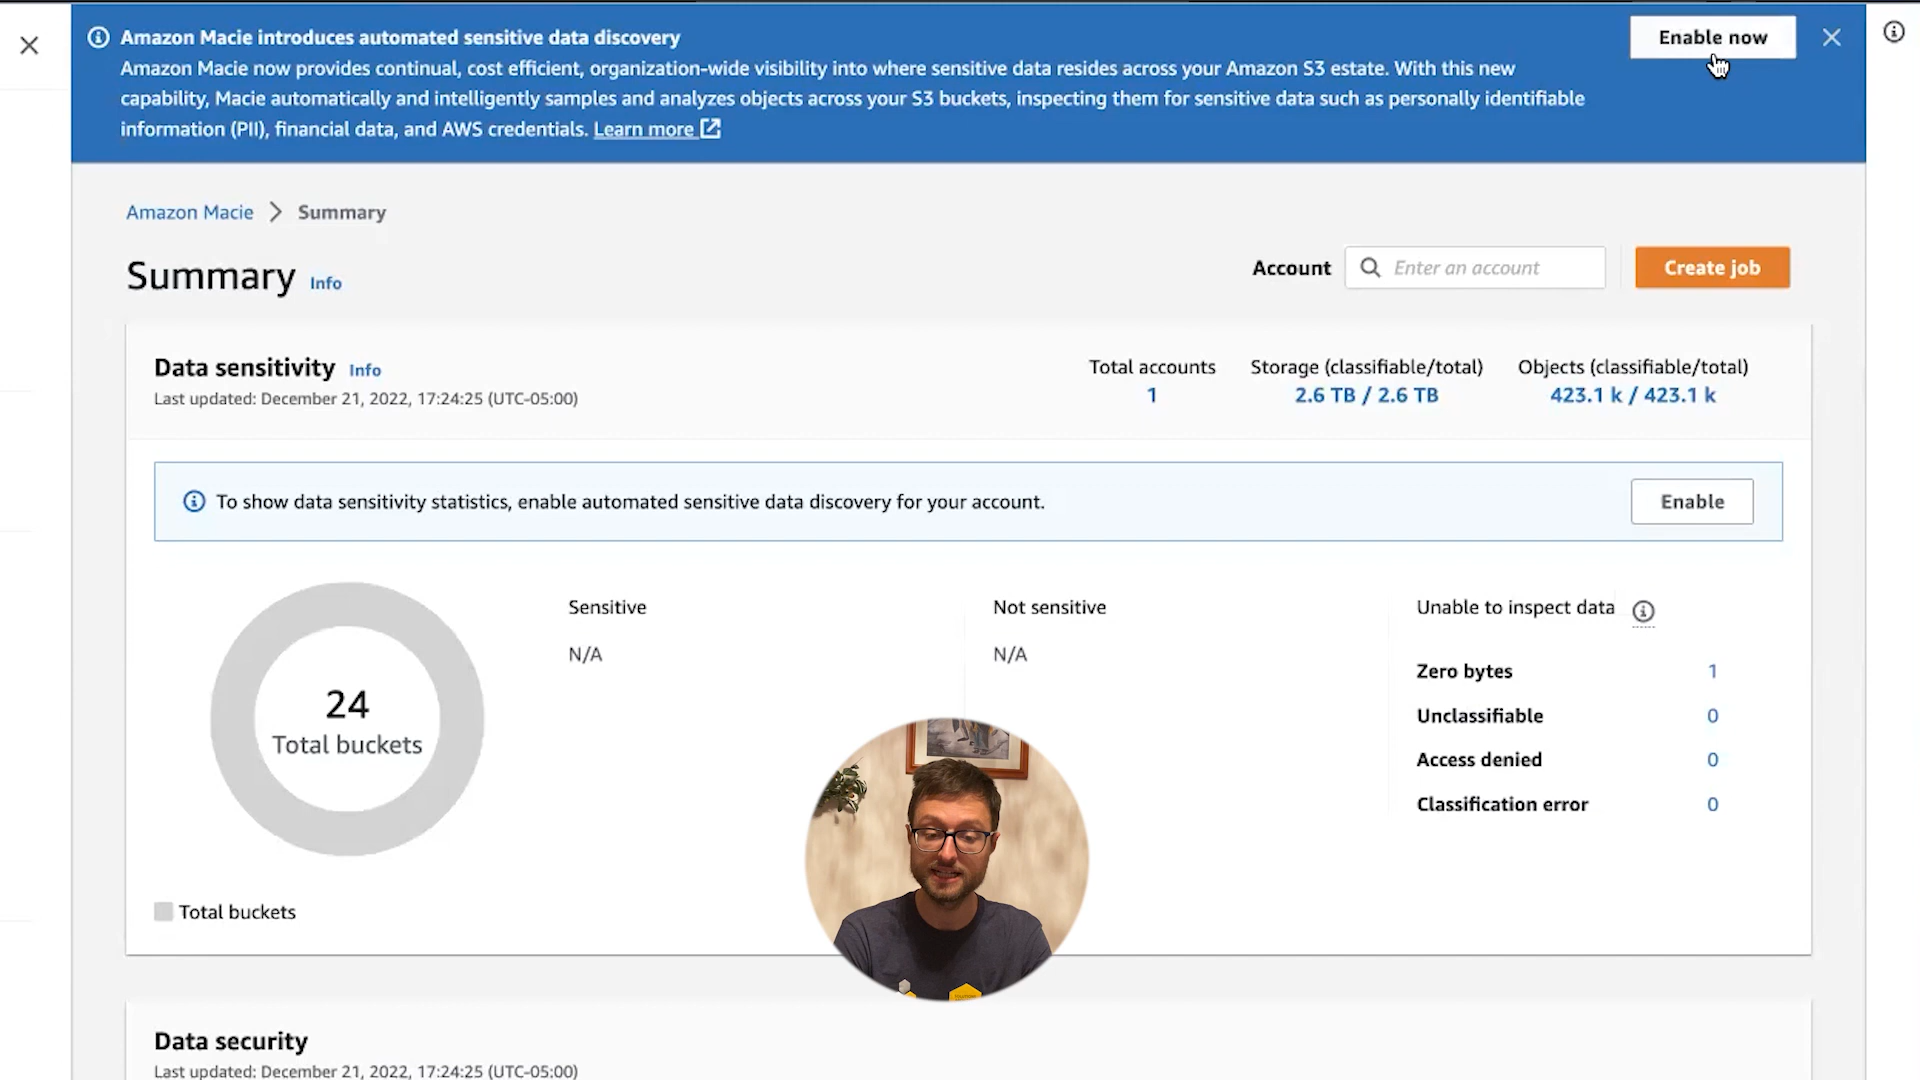 Amazon Macie introduces automated sensitive data discovery
Enable now
Amazon Macie now provides continual, cost efficient, organization-wide visibility into where sensitive data resides across your Amazon S3 estate. With this new
capability, Macie automatically and intelligently samples and analyzes objects across your S3 buckets, inspecting them for sensitive data such as personally identifiable
information (PII), financial data, and AWS credentials. Learn more
Amazon Macie > Summary
Summary Info
Account
Enter an account
Create job
Data sensitivity Info
Last updated: December 21, 2022, 17:24:25 (UTC-05:00)
Total accounts
1
Storage (classifiable/total)
2.6 TB / 2.6 TB
Objects (classifiable/total)
423.1 k / 423.1 k
To show data sensitivity statistics, enable automated sensitive data discovery for your account.
Enable
24
Total buckets
Total buckets
Sensitive
N/A
Not sensitive
N/A
Unable to inspect data
Zero bytes 1
Unclassifiable 0
Access denied 0
Classification error 0
Data security
Last updated: December 21, 2022, 17:24:25 (UTC-05:00)